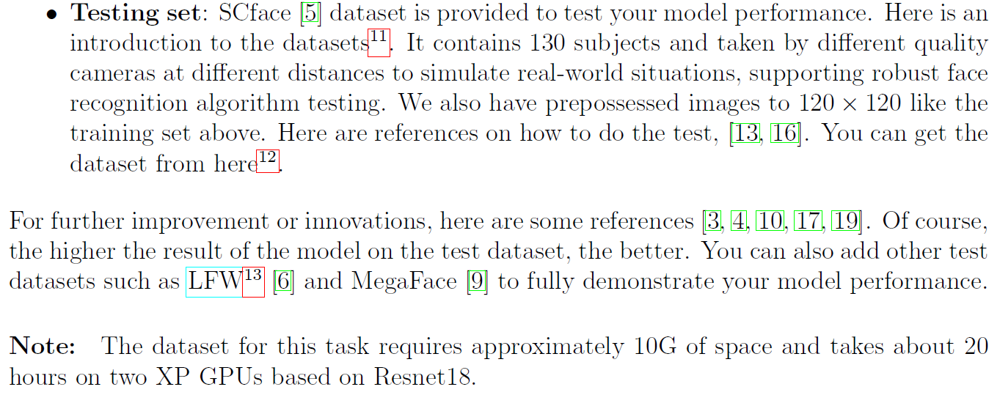 • Testing set: SCface [5] dataset is provided to test your model performance. Here is an
introduction to the datasets11. It contains 130 subjects and taken by different quality
cameras at different distances to simulate real-world situations, supporting robust face
recognition algorithm testing. We also have prepossessed images to 120 × 120 like the
training set above. Here are references on how to do the test, [13, 16]. You can get the
dataset from here12.
For further improvement or innovations, here are some references [3, 4, 10, 17, 19]. Of course,
the higher the result of the model on the test dataset, the better. You can also add other test
datasets such as LFW13 [6] and MegaFace [9] to fully demonstrate your model performance.
Note: The dataset for this task requires approximately 10G of space and takes about 20
hours on two XP GPUs based on Resnet18.